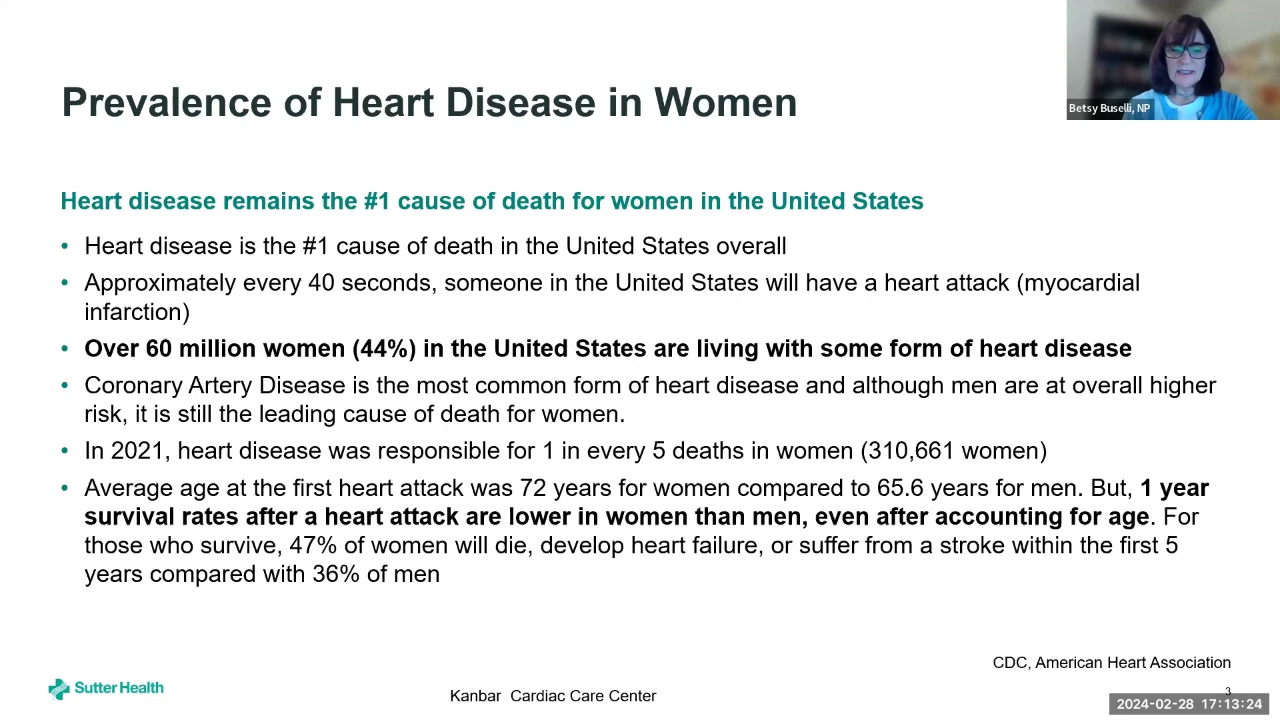 Prevalence of Heart Disease in Women
Betsy Buselli, NP
Heart disease remains the #1 cause of death for women in the United States
• Heart disease is the #1 cause of death in the United States overall
• Approximately every 40 seconds, someone in the United States will have a heart attack (myocardial
infarction)
• Over 60 million women (44%) in the United States are living with some form of heart disease
• Coronary Artery Disease is the most common form of heart disease and although men are at overall higher
risk, it is still the leading cause of death for women.
• In 2021, heart disease was responsible for 1 in every 5 deaths in women (310,661 women)
• Average age at the first heart attack was 72 years for women compared to 65.6 years for men. But, 1 year
survival rates after a heart attack are lower in women than men, even after accounting for age. For
those who survive, 47% of women will die, develop heart failure, or suffer from a stroke within the first 5
years compared with 36% of men
CDC, American Heart Association
Sutter Health
Kanbar  Cardiac Care Center
3
2024-02-28 17:13:24